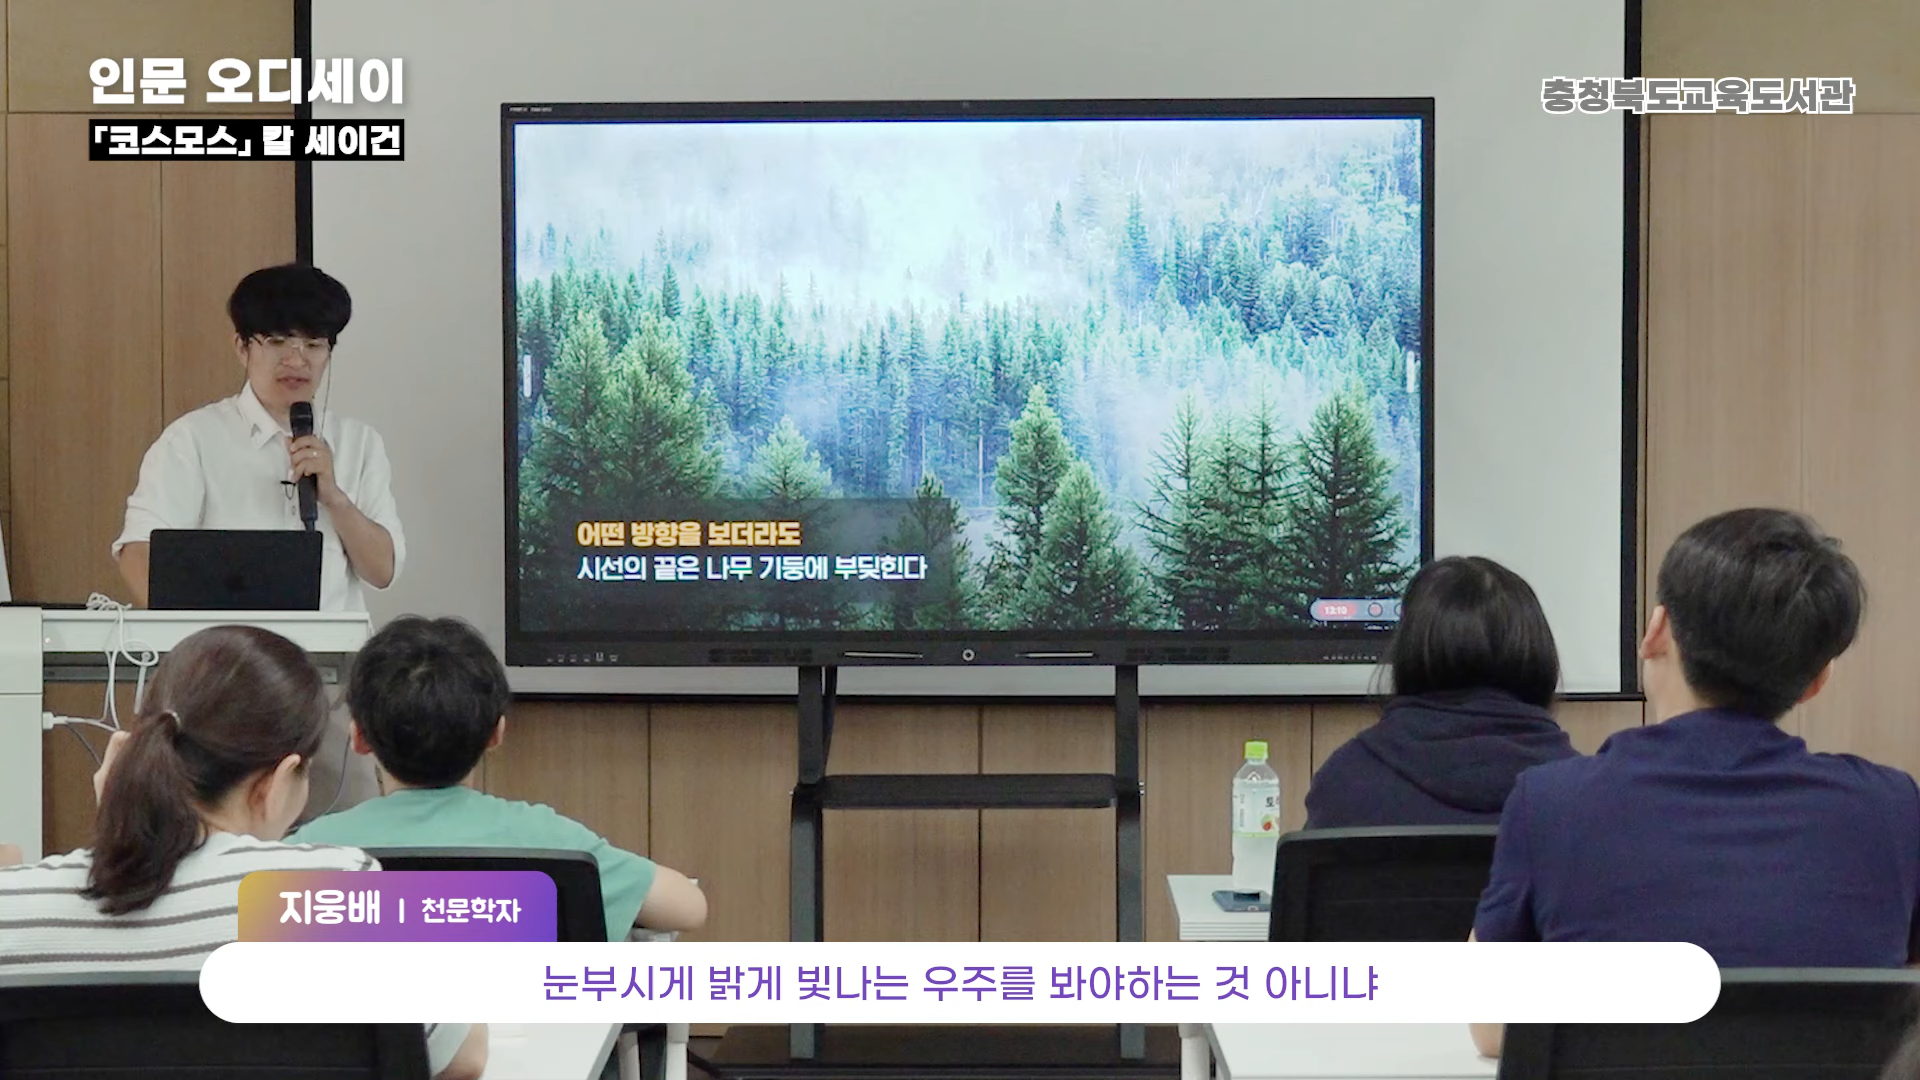 인문 오디세이
「코스모스」 칼 세이건
충청북도교육도서관
어떤 방향을 보더라도
시선의 끝은 나무 기둥에 부딪힌다
13:10
지웅배 | 천문학자
눈부시게 밝게 빛나는 우주를 봐야하는 것 아니냐